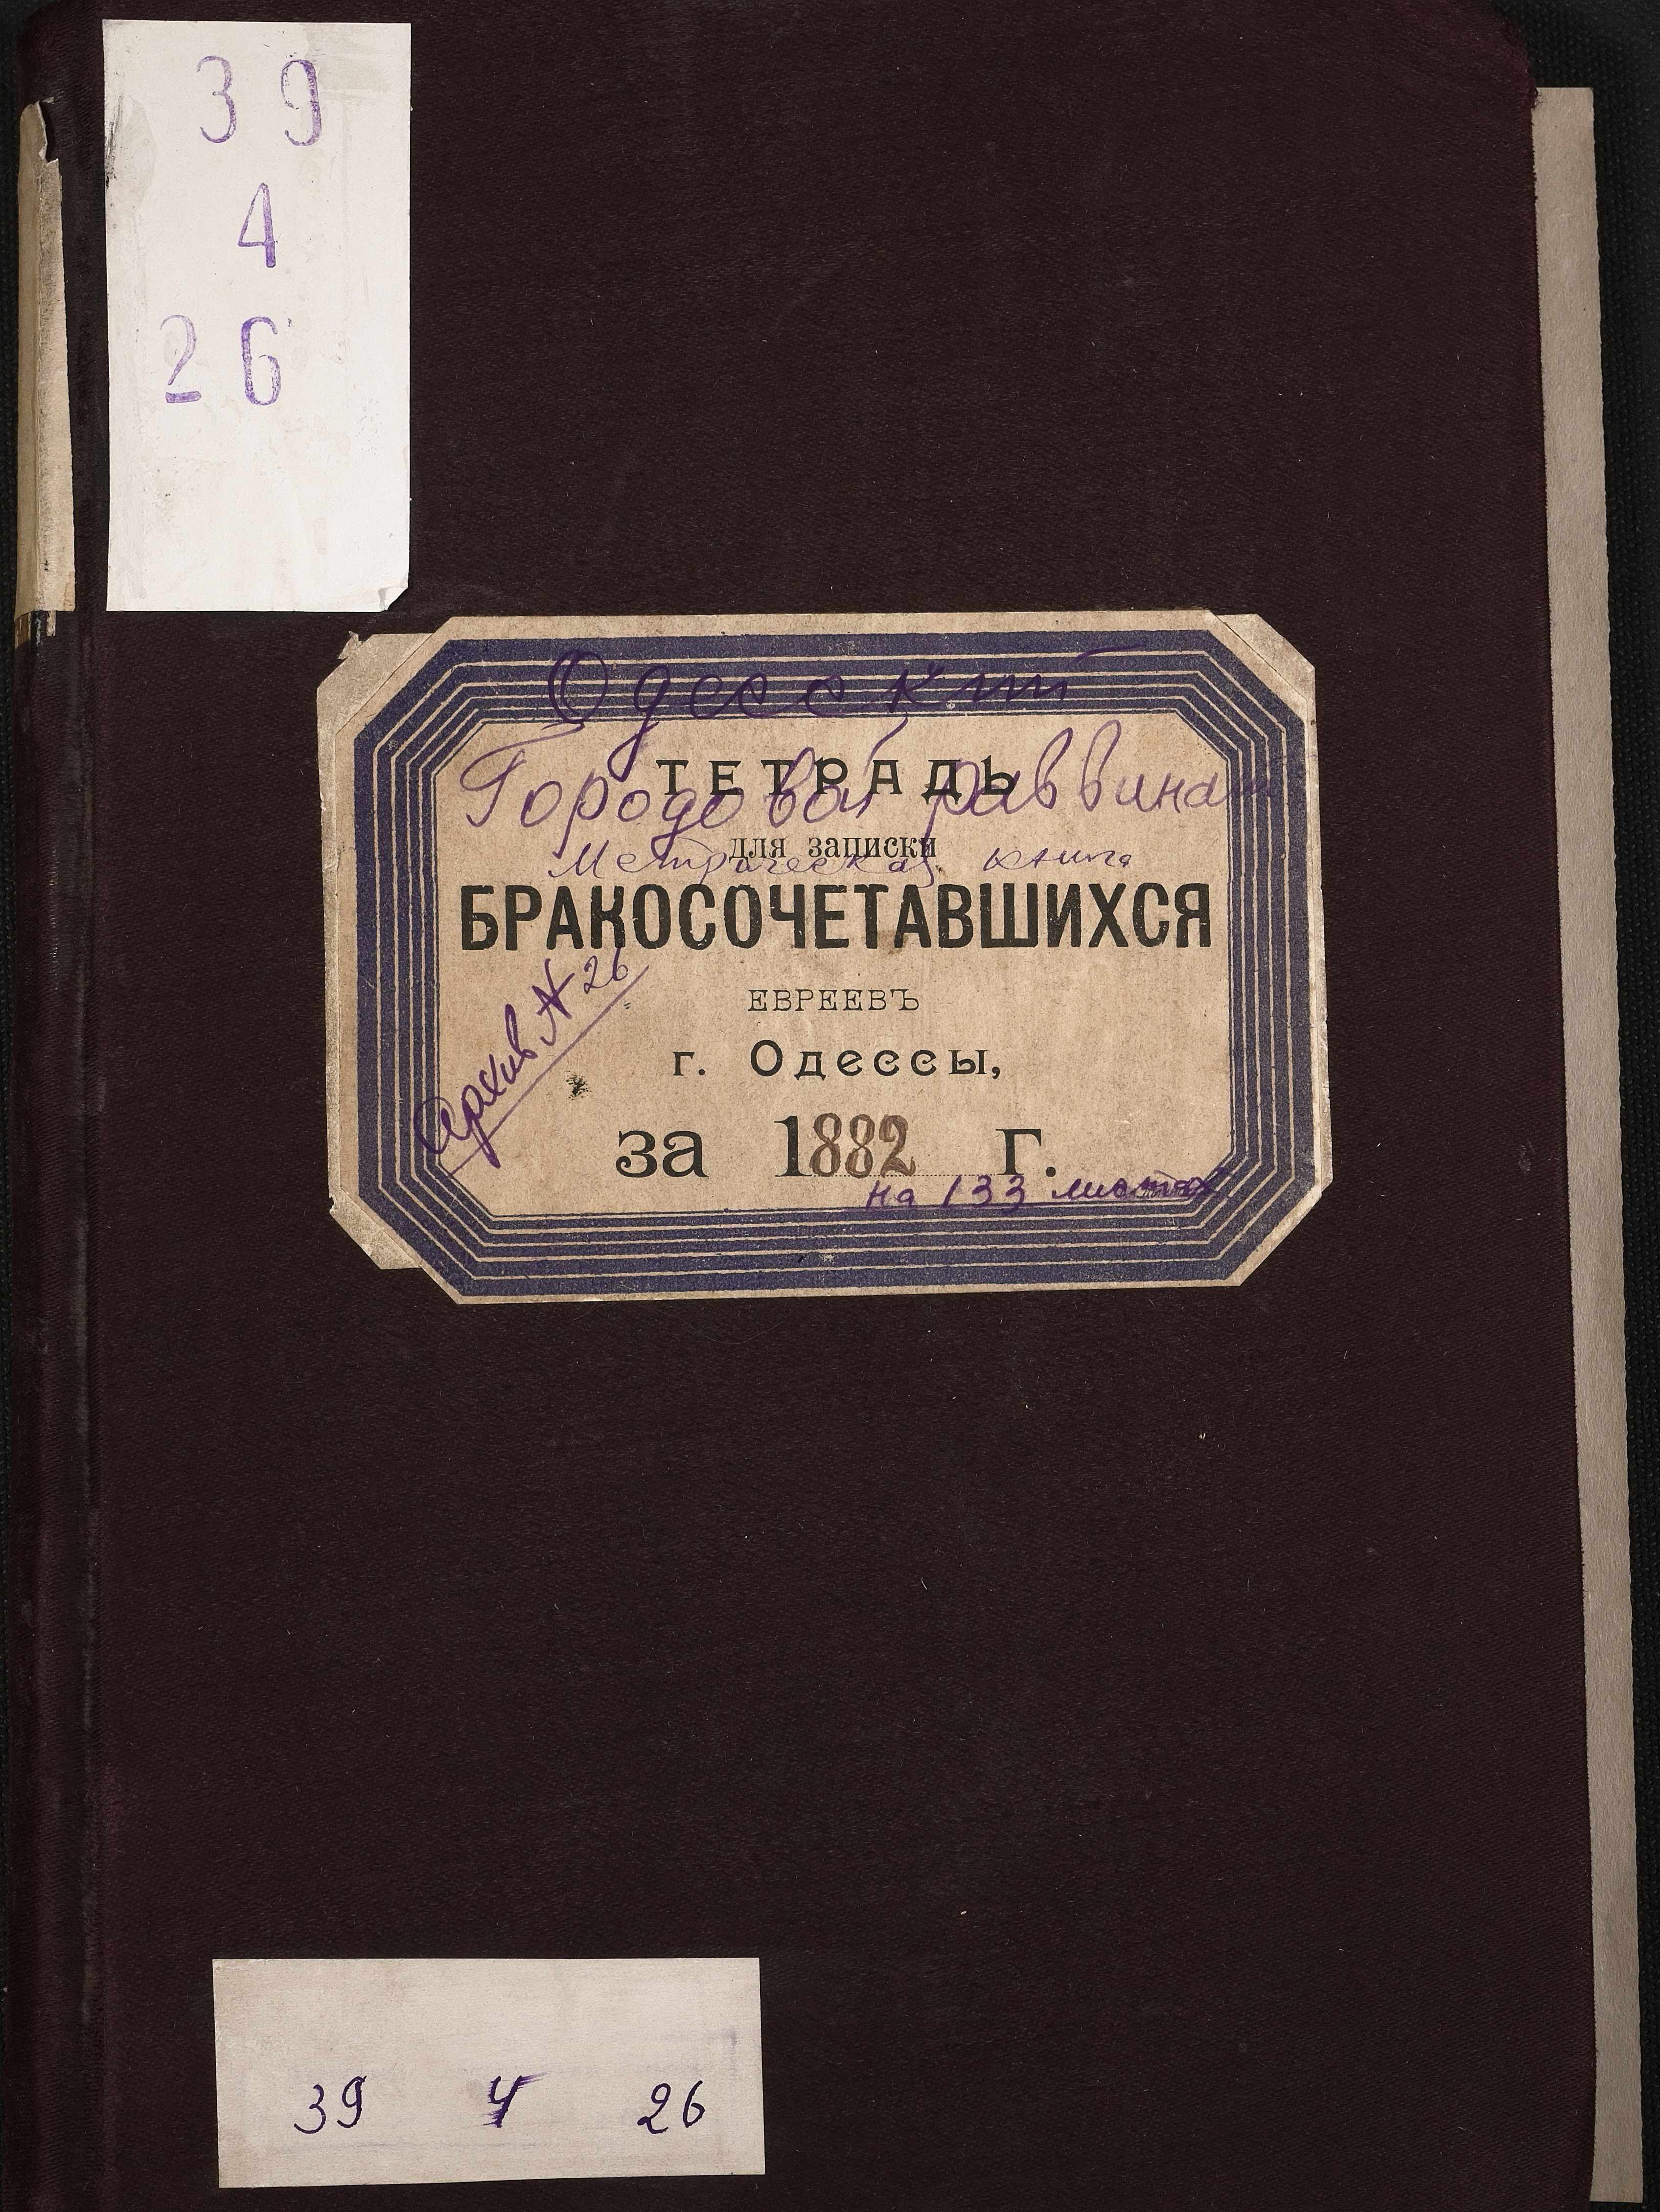 39
4
26
Одесский
Городовой раввинат
ТЕТРАДЬ
для записки
Метрическая книга
БРАКОСОЧЕТАВШИХСЯ
Архив N 26
ЕВРЕЕВЪ
г. Одессы,
за 1882 г.
на 133 листах
39 4 26